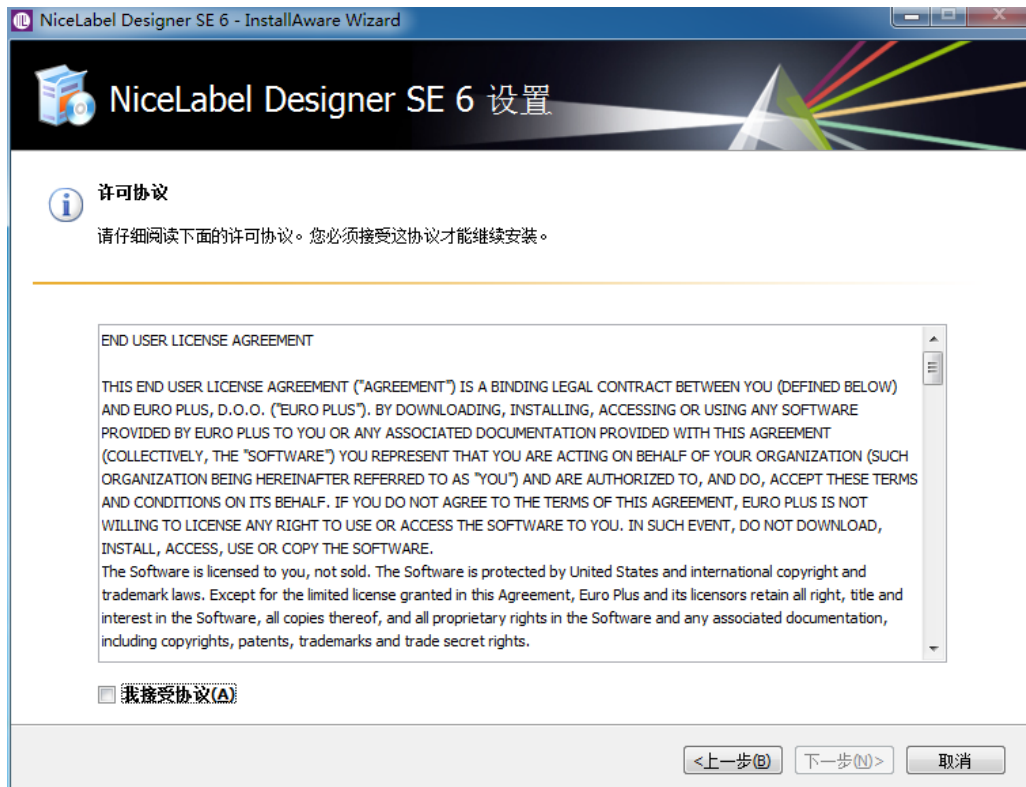 NiceLabel Designer SE 6 - InstallAware Wizard
NiceLabel Designer SE 6 设置
许可协议
请仔细阅读下面的许可协议。您必须接受这协议才能继续安装。
END USER LICENSE AGREEMENT
THIS END USER LICENSE AGREEMENT ("AGREEMENT") IS A BINDING LEGAL CONTRACT BETWEEN YOU (DEFINED BELOW)
AND EURO PLUS, D.O.O. ("EURO PLUS"). BY DOWNLOADING, INSTALLING, ACCESSING OR USING ANY SOFTWARE
PROVIDED BY EURO PLUS TO YOU OR ANY ASSOCIATED DOCUMENTATION PROVIDED WITH THIS AGREEMENT
(COLLECTIVELY, THE "SOFTWARE") YOU REPRESENT THAT YOU ARE ACTING ON BEHALF OF YOUR ORGANIZATION (SUCH
ORGANIZATION BEING HEREINAFTER REFERRED TO AS "YOU") AND ARE AUTHORIZED TO, AND DO, ACCEPT THESE TERMS
AND CONDITIONS ON ITS BEHALF. IF YOU DO NOT AGREE TO THE TERMS OF THIS AGREEMENT, EURO PLUS IS NOT
WILLING TO LICENSE ANY RIGHT TO USE OR ACCESS THE SOFTWARE TO YOU. IN SUCH EVENT, DO NOT DOWNLOAD,
INSTALL, ACCESS, USE OR COPY THE SOFTWARE.
The Software is licensed to you, not sold. The Software is protected by United States and international copyright and
trademark laws. Except for the limited license granted in this Agreement, Euro Plus and its licensors retain all right, title and
interest in the Software, all copies thereof, and all proprietary rights in the Software and any associated documentation,
including copyrights, patents, trademarks and trade secret rights.
我接受协议(A)
<上一步(B) 下一步(N)> 取消